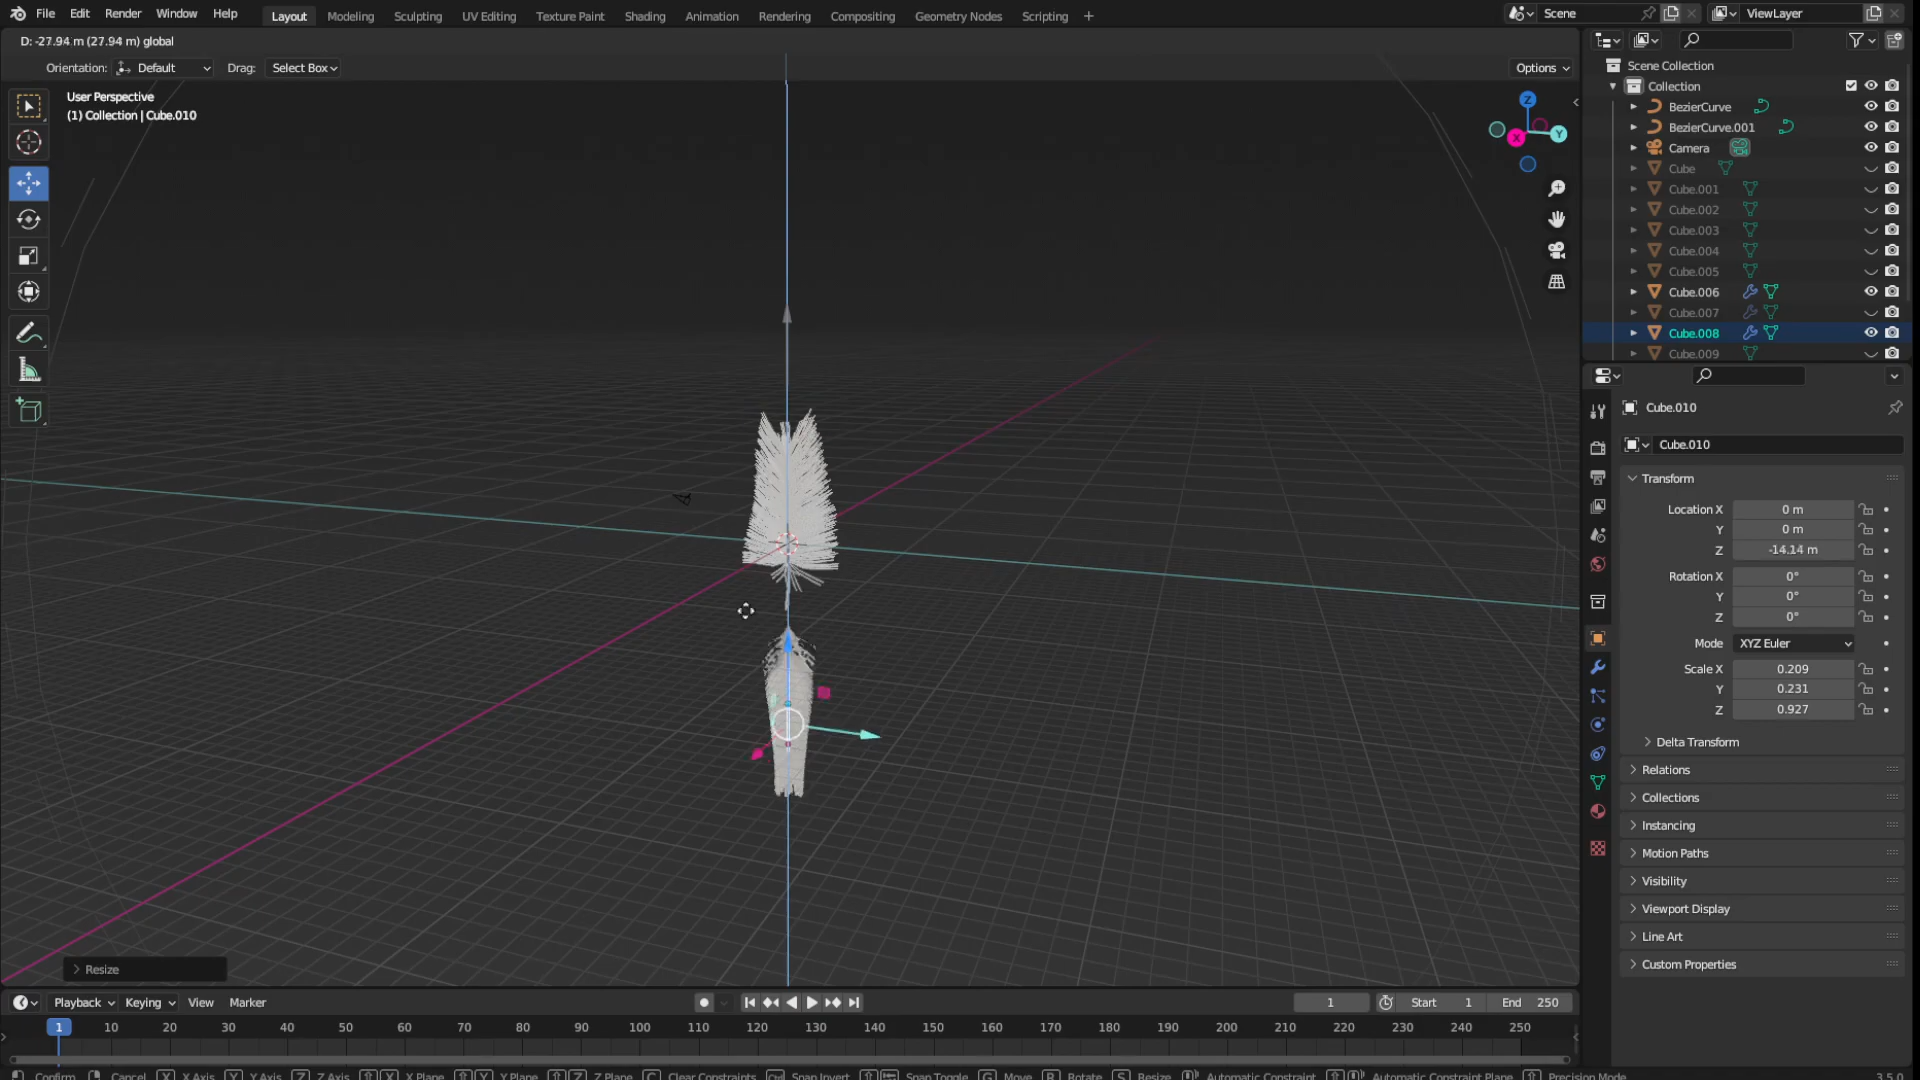 File Edit Render Window Help Layout Modeling Sculpting UV Editing Texture Paint Shading Animation Rendering Compositing Geometry Nodes Scripting + Scene ViewLayer
D: -27.94 m (27.94 m) global
Orientation: Default Drag: Select Box Options
User Perspective
(1) Collection | Cube.010
Z
Y
X
Scene Collection
Collection
BezierCurve
BezierCurve.001
Camera
Cube
Cube.001
Cube.002
Cube.003
Cube.004
Cube.005
Cube.006
Cube.007
Cube.008
Cube.009
Cube.010
Cube.010
Transform
Location X 0 m
Y 0 m
Z -14.14 m
Rotation X 0°
Y 0°
Z 0°
Mode XYZ Euler
Scale X 0.209
Y 0.231
Z 0.927
Delta Transform
Relations
Collections
Instancing
Motion Paths
Visibility
Viewport Display
Line Art
Custom Properties
Resize
Playback Keying View Marker 1 Start 1 End 250
1 10 20 30 40 50 60 70 80 90 100 110 120 130 140 150 160 170 180 190 200 210 220 230 240 250
Confirm Cancel X X Axis Y Y Axis Z Z Axis X X Plane Y Y Plane Z Z Plane C Clear Constraints Ctrl Snap Invert Snap Toggle G Move R Rotate S Resize Automatic Constraint Automatic Constraint Plane Precision Mode 3.5.0